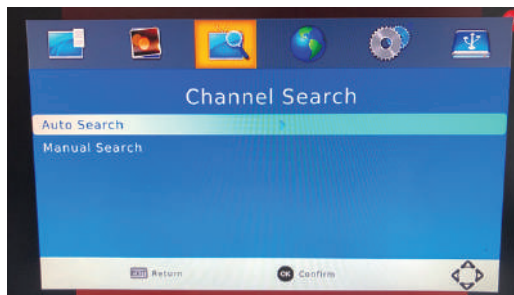 Channel Search
Auto Search
Manual Search
EXIT Return OK Confirm